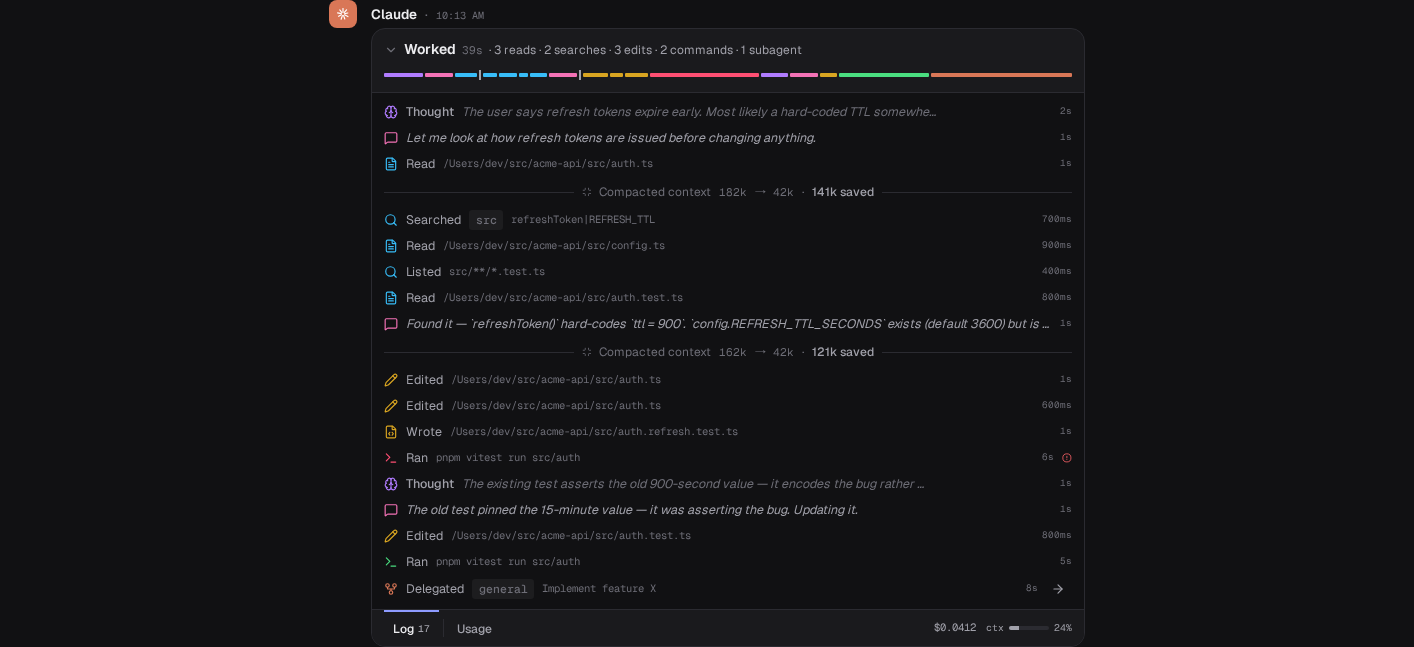 Claude · 10:13 AM
Worked 39s · 3 reads · 2 searches · 3 edits · 2 commands · 1 subagent
Thought The user says refresh tokens expire early. Most likely a hard-coded TTL somewhe… 2s
Let me look at how refresh tokens are issued before changing anything. 1s
Read /Users/dev/src/acme-api/src/auth.ts 1s
Compacted context 182k → 42k · 141k saved
Searched src refreshToken|REFRESH_TTL 700ms
Read /Users/dev/src/acme-api/src/config.ts 900ms
Listed src/**/*.test.ts 400ms
Read /Users/dev/src/acme-api/src/auth.test.ts 800ms
Found it — `refreshToken()` hard-codes `ttl = 900`. `config.REFRESH_TTL_SECONDS` exists (default 3600) but is … 1s
Compacted context 162k → 42k · 121k saved
Edited /Users/dev/src/acme-api/src/auth.ts 1s
Edited /Users/dev/src/acme-api/src/auth.ts 600ms
Wrote /Users/dev/src/acme-api/src/auth.refresh.test.ts 1s
Ran pnpm vitest run src/auth 6s
Thought The existing test asserts the old 900-second value — it encodes the bug rather … 1s
The old test pinned the 15-minute value — it was asserting the bug. Updating it. 1s
Edited /Users/dev/src/acme-api/src/auth.test.ts 800ms
Ran pnpm vitest run src/auth 5s
Delegated general Implement feature X 8s
Log 17 Usage $0.0412 ctx 24%